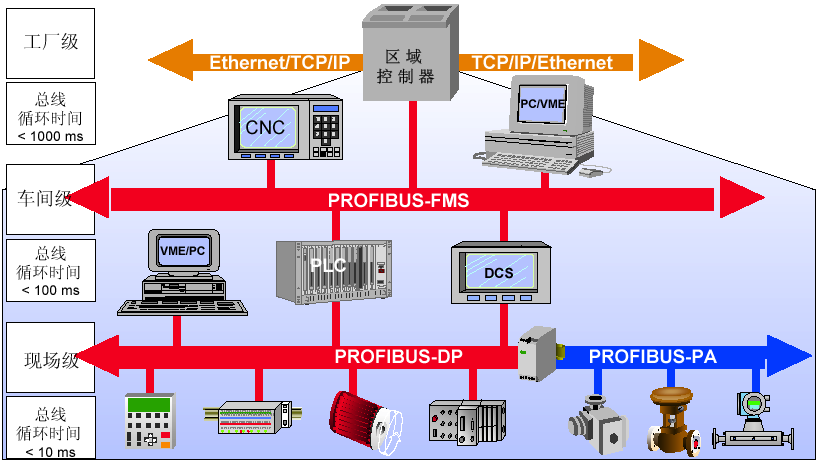 工厂级
Ethernet/TCP/IP
区域
控制器
TCP/IP/Ethernet
总线
循环时间
< 1000 ms
CNC
PC/VME
车间级
PROFIBUS-FMS
总线
循环时间
< 100 ms
VME/PC
PLC
DCS
现场级
PROFIBUS-DP
PROFIBUS-PA
总线
循环时间
< 10 ms